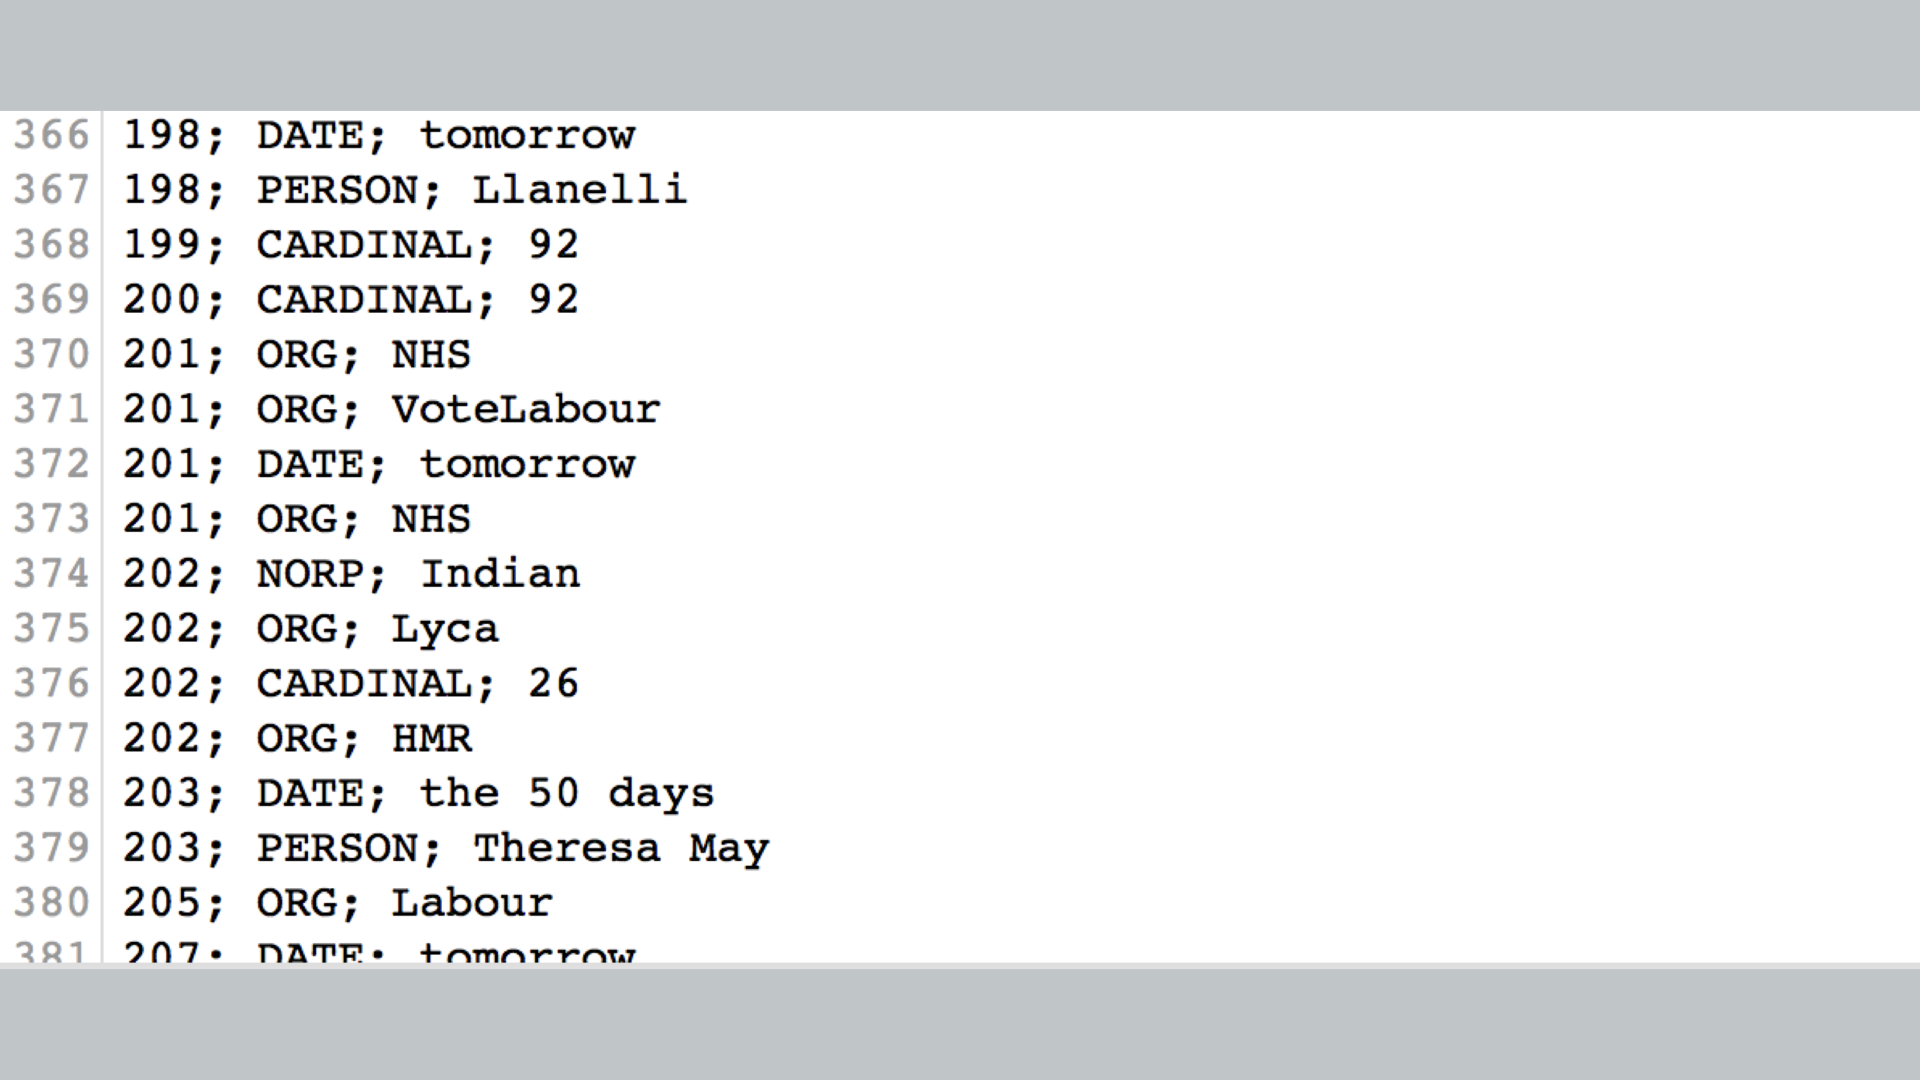 366 198; DATE; tomorrow
367 198; PERSON; Llanelli
368 199; CARDINAL; 92
369 200; CARDINAL; 92
370 201; ORG; NHS
371 201; ORG; VoteLabour
372 201; DATE; tomorrow
373 201; ORG; NHS
374 202; NORP; Indian
375 202; ORG; Lyca
376 202; CARDINAL; 26
377 202; ORG; HMR
378 203; DATE; the 50 days
379 203; PERSON; Theresa May
380 205; ORG; Labour
381 207; DATE; tomorrow